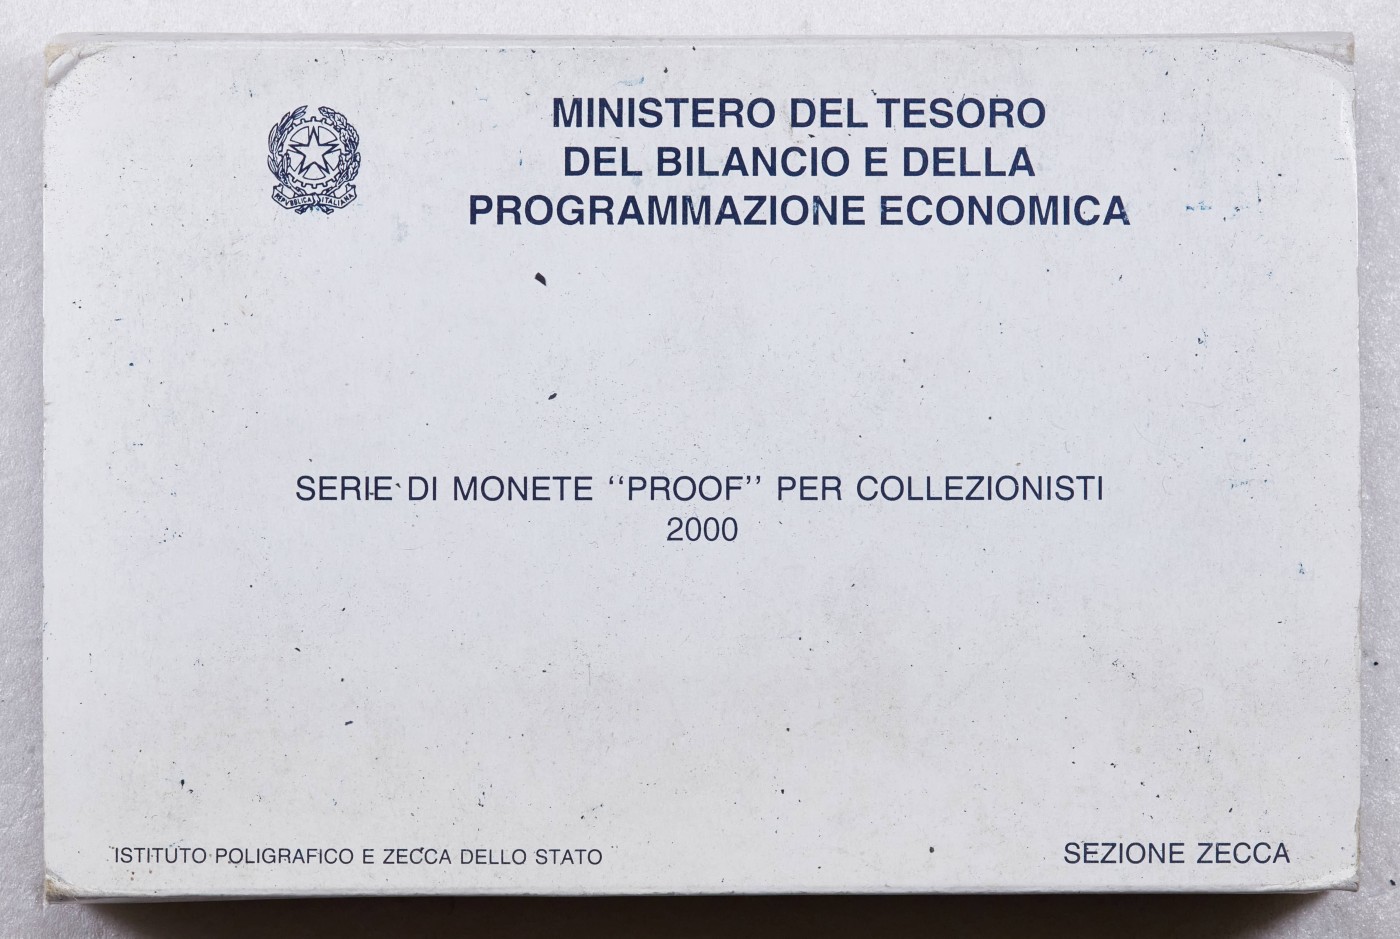 MINISTERO DEL TESORO
DEL BILANCIO E DELLA
PROGRAMMAZIONE ECONOMICA
REPVBBLICA ITALIANA
SERIE DI MONETE ‘‘PROOF’’ PER COLLEZIONISTI
2000
ISTITUTO POLIGRAFICO E ZECCA DELLO STATO
SEZIONE ZECCA